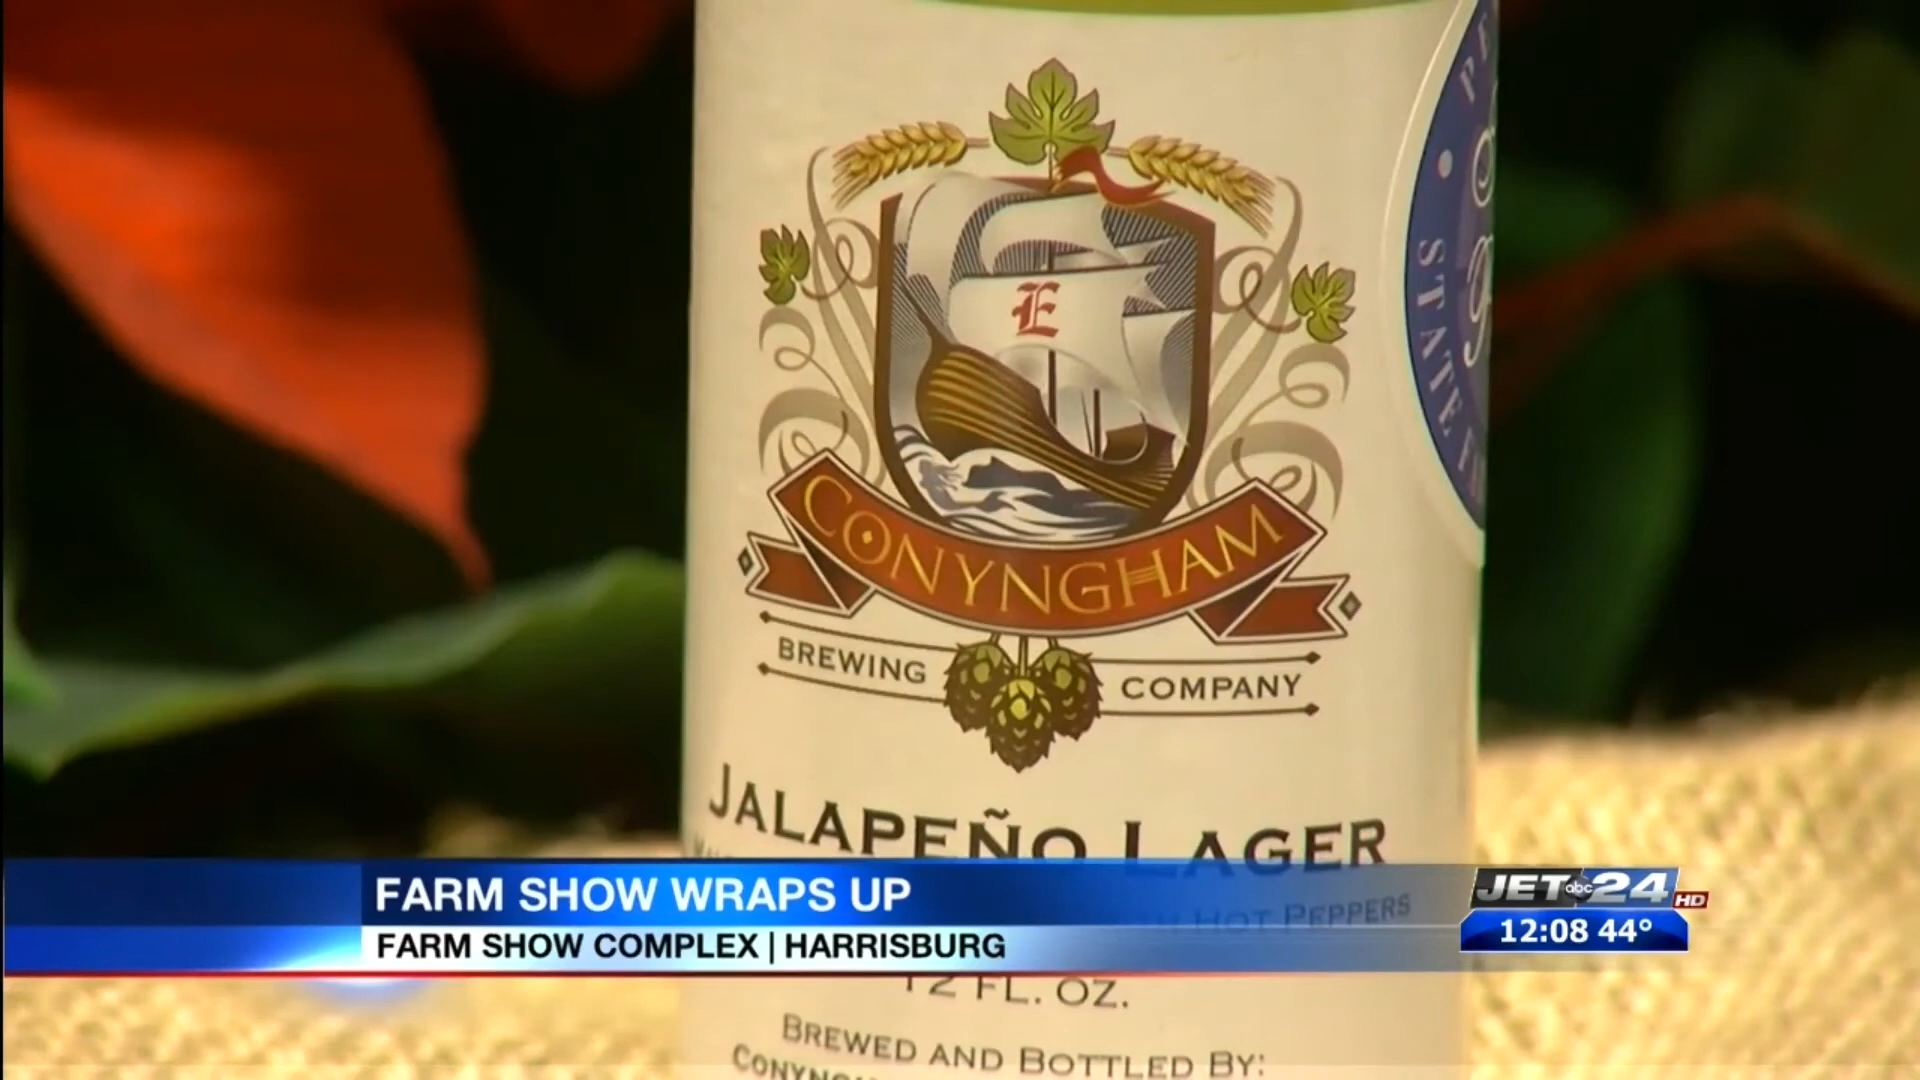 E
STATE
CONYNGHAM
BREWING COMPANY
JALAPEÑO LAGER
HOT PEPPERS
12 FL. OZ.
BREWED AND BOTTLED BY:
FARM SHOW WRAPS UP
FARM SHOW COMPLEX | HARRISBURG
JET abc 24 HD
12:08 44°